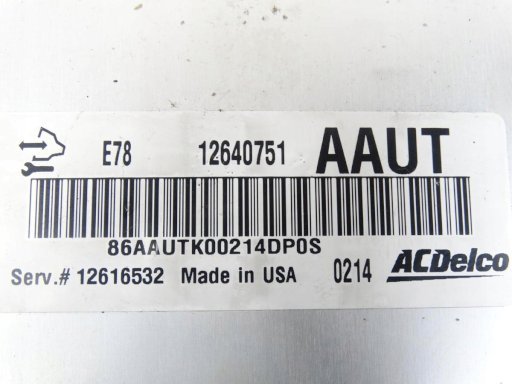 E78 12640751 AAUT
86AAUTK00214DP0S
Serv.# 12616532 Made in USA 0214 ACDelco